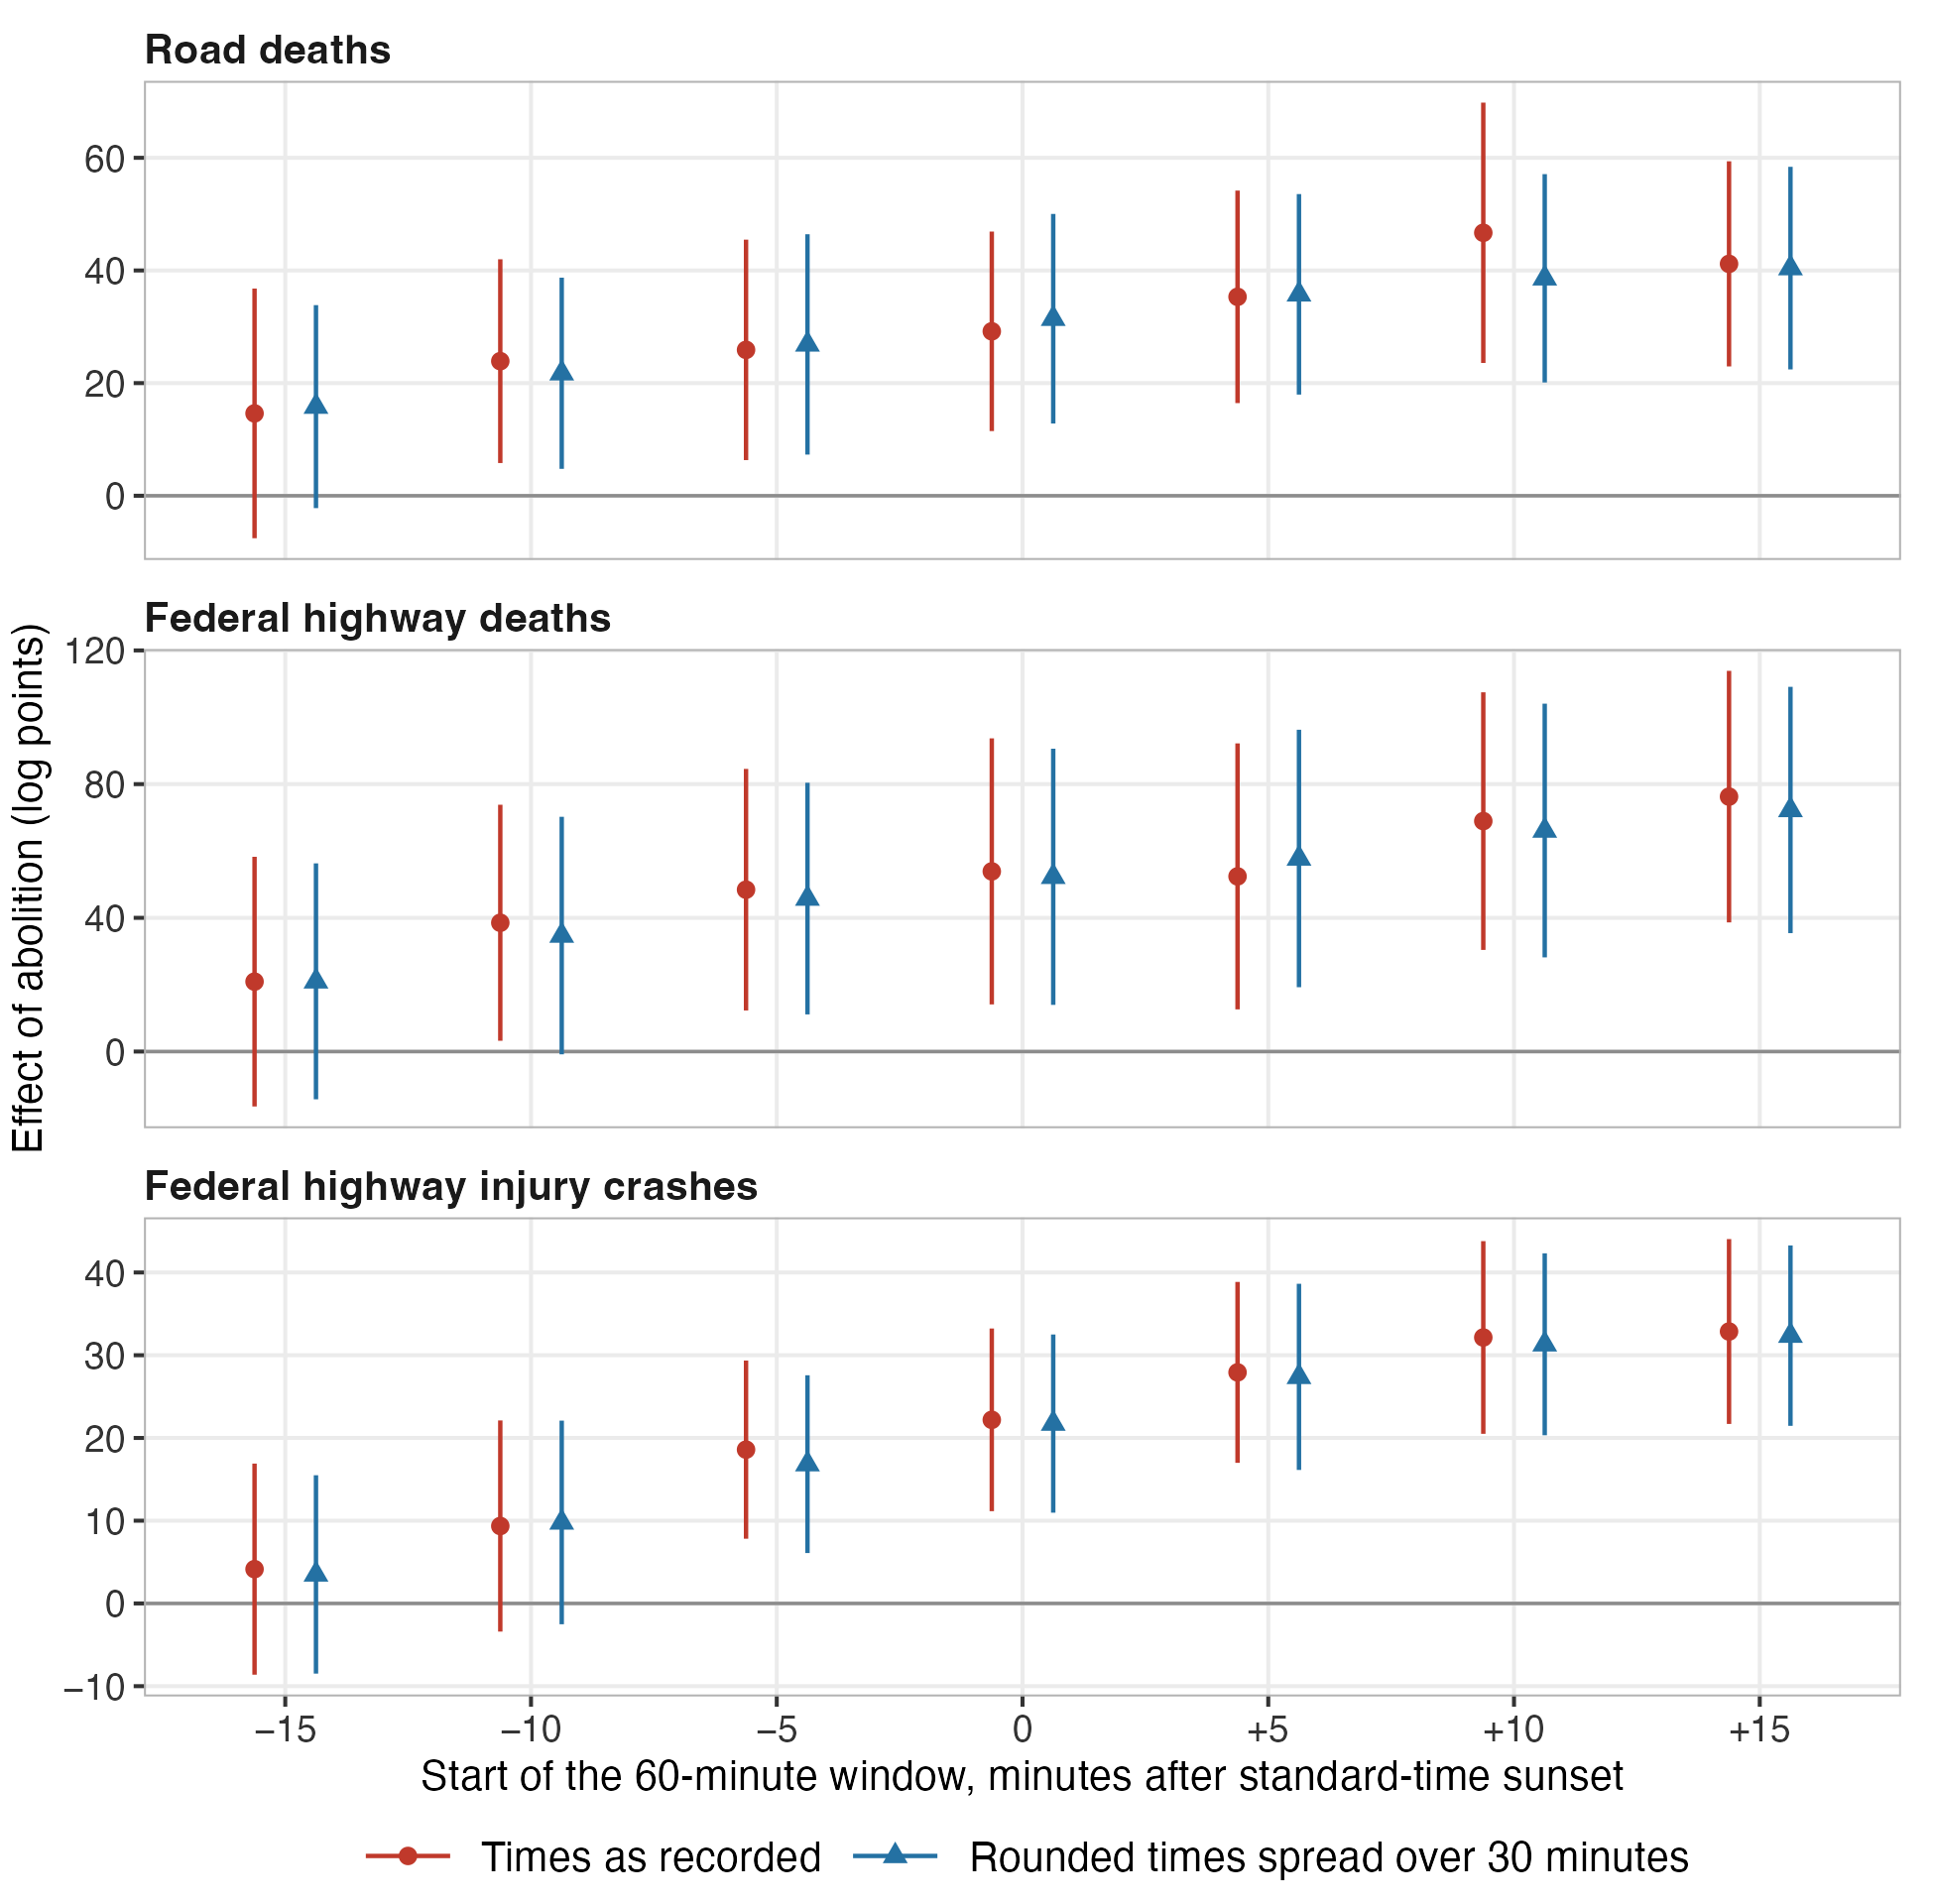 Road deaths
60
40
20
0
Federal highway deaths
120
80
40
0
Federal highway injury crashes
40
30
20
10
0
−10
−15 −10 −5 0 +5 +10 +15
Effect of abolition (log points)
Start of the 60-minute window, minutes after standard-time sunset
Times as recorded Rounded times spread over 30 minutes